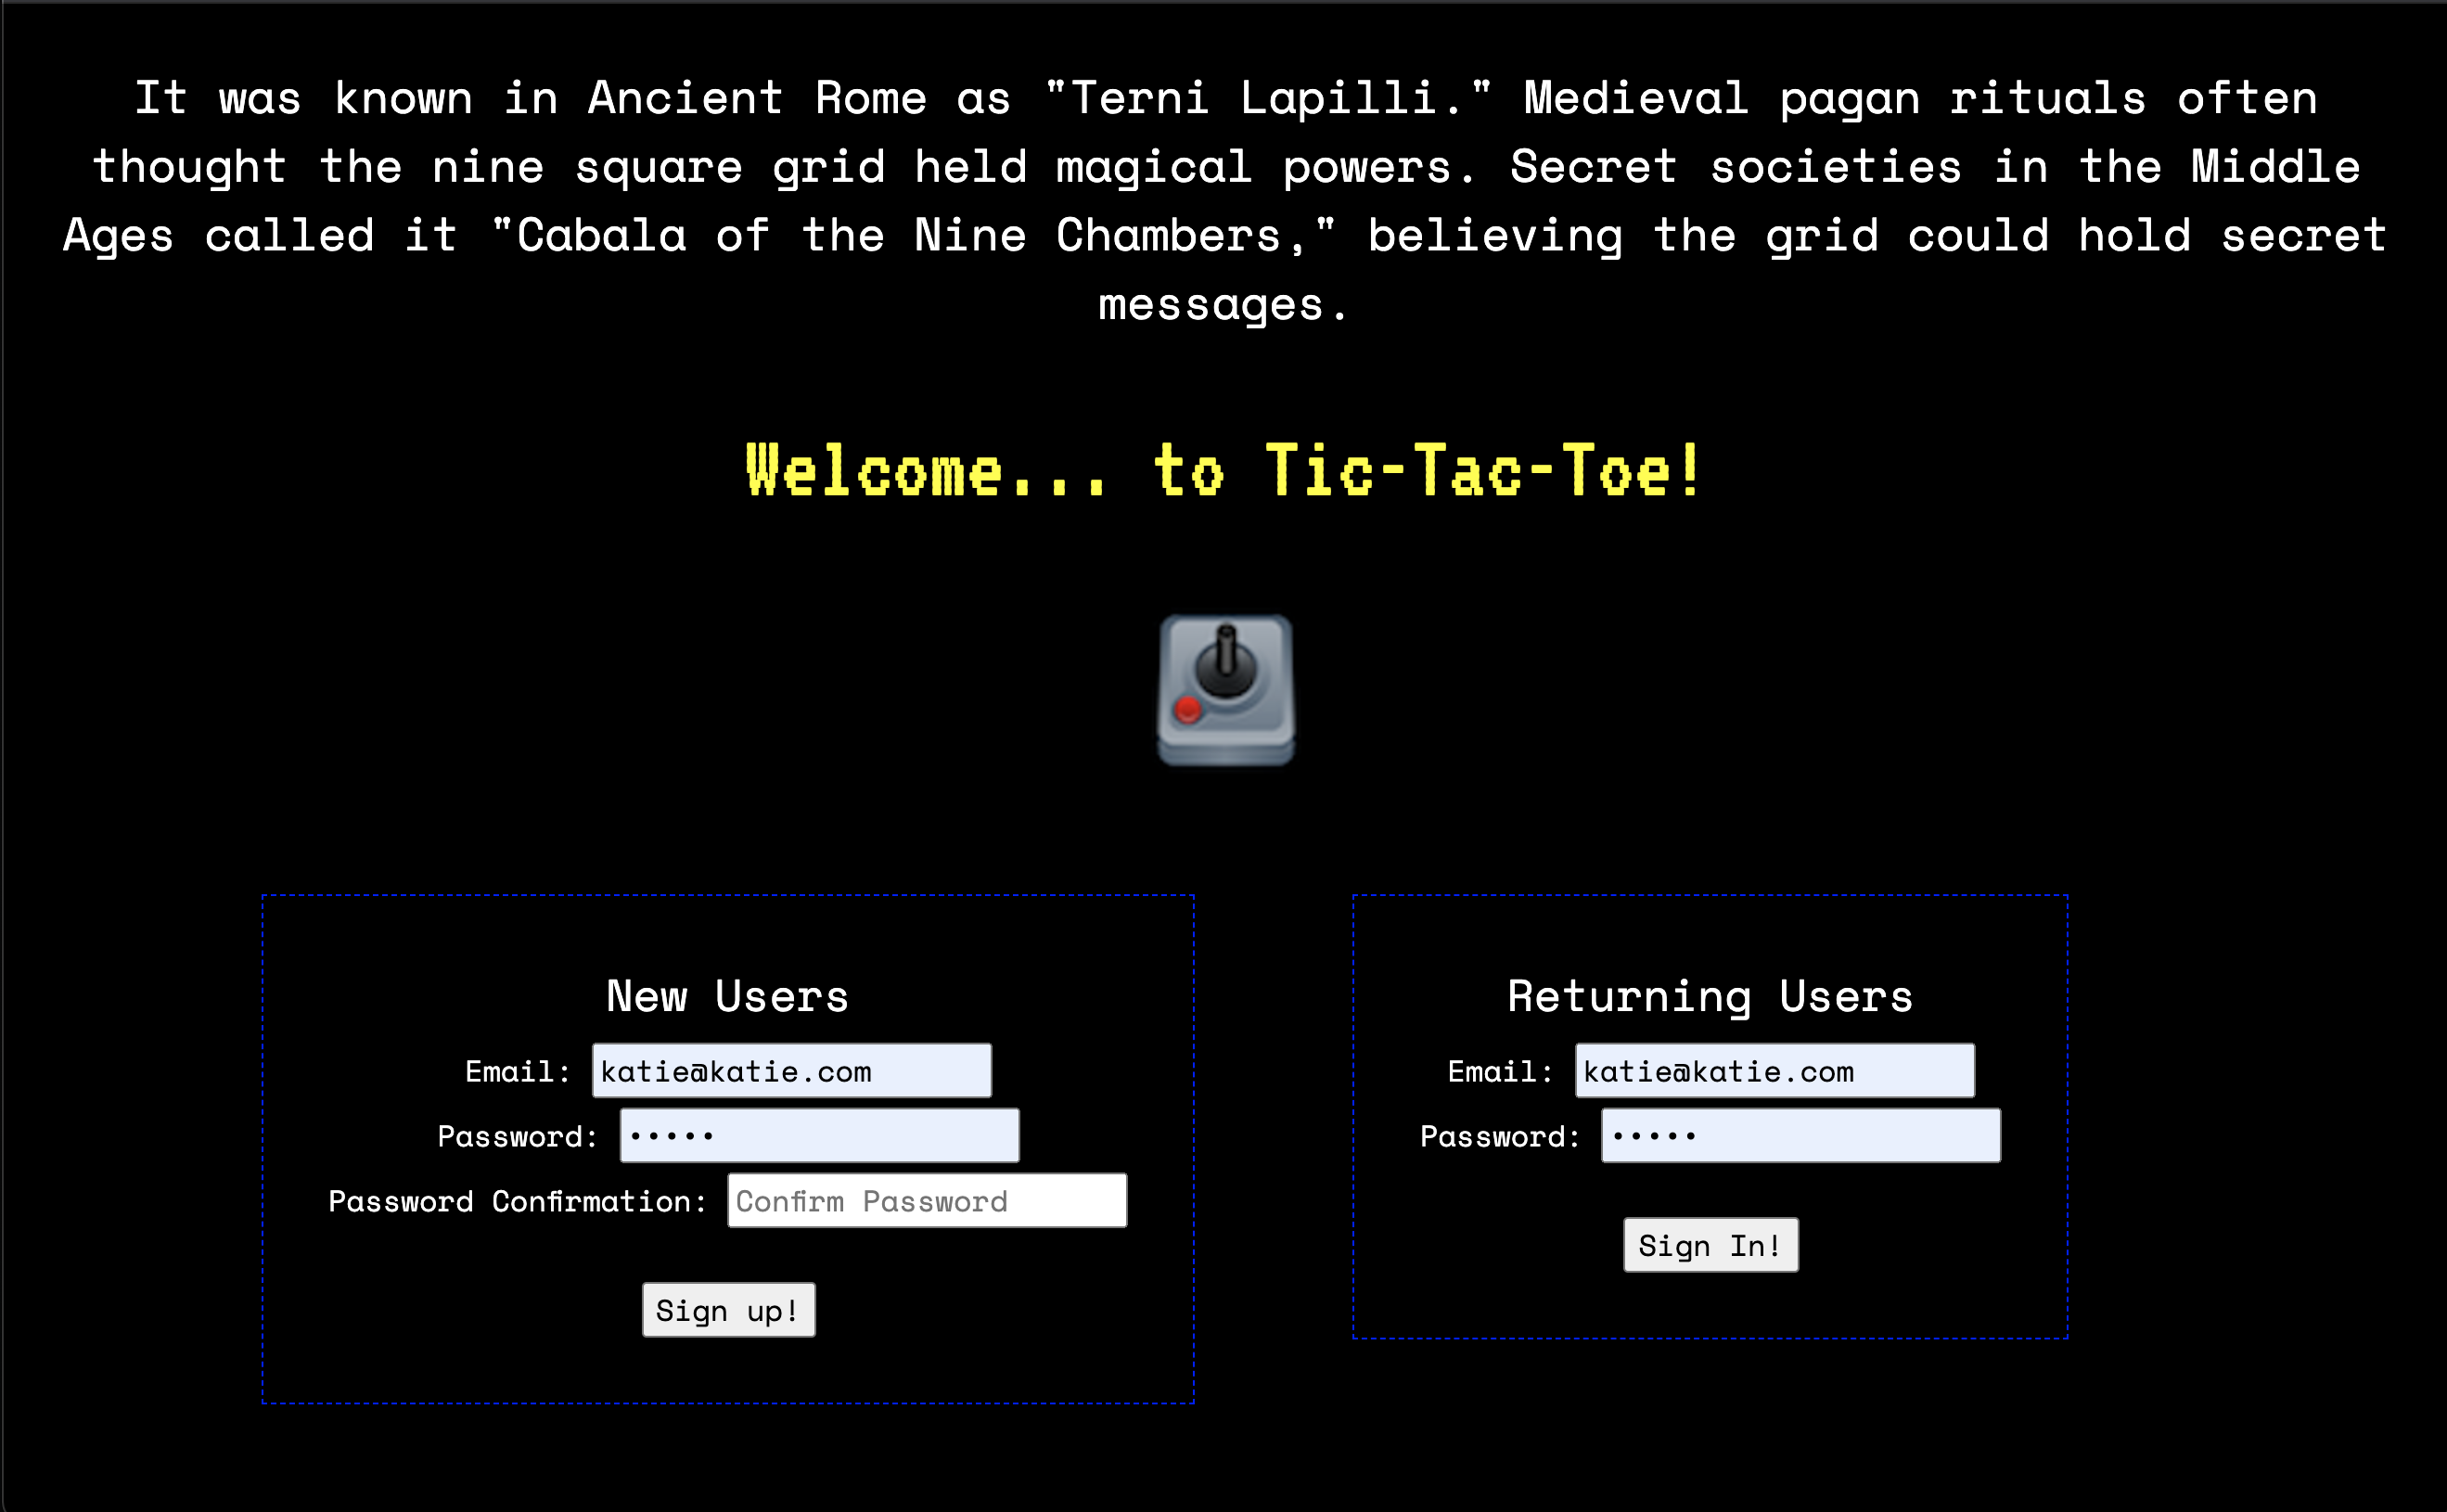 It was known in Ancient Rome as "Terni Lapilli." Medieval pagan rituals often
thought the nine square grid held magical powers. Secret societies in the Middle
Ages called it "Cabala of the Nine Chambers," believing the grid could hold secret
messages.
Welcome... to Tic-Tac-Toe!
New Users
Email: katie@katie.com
Password: •••••
Password Confirmation: Confirm Password
Sign up!
Returning Users
Email: katie@katie.com
Password: •••••
Sign In!